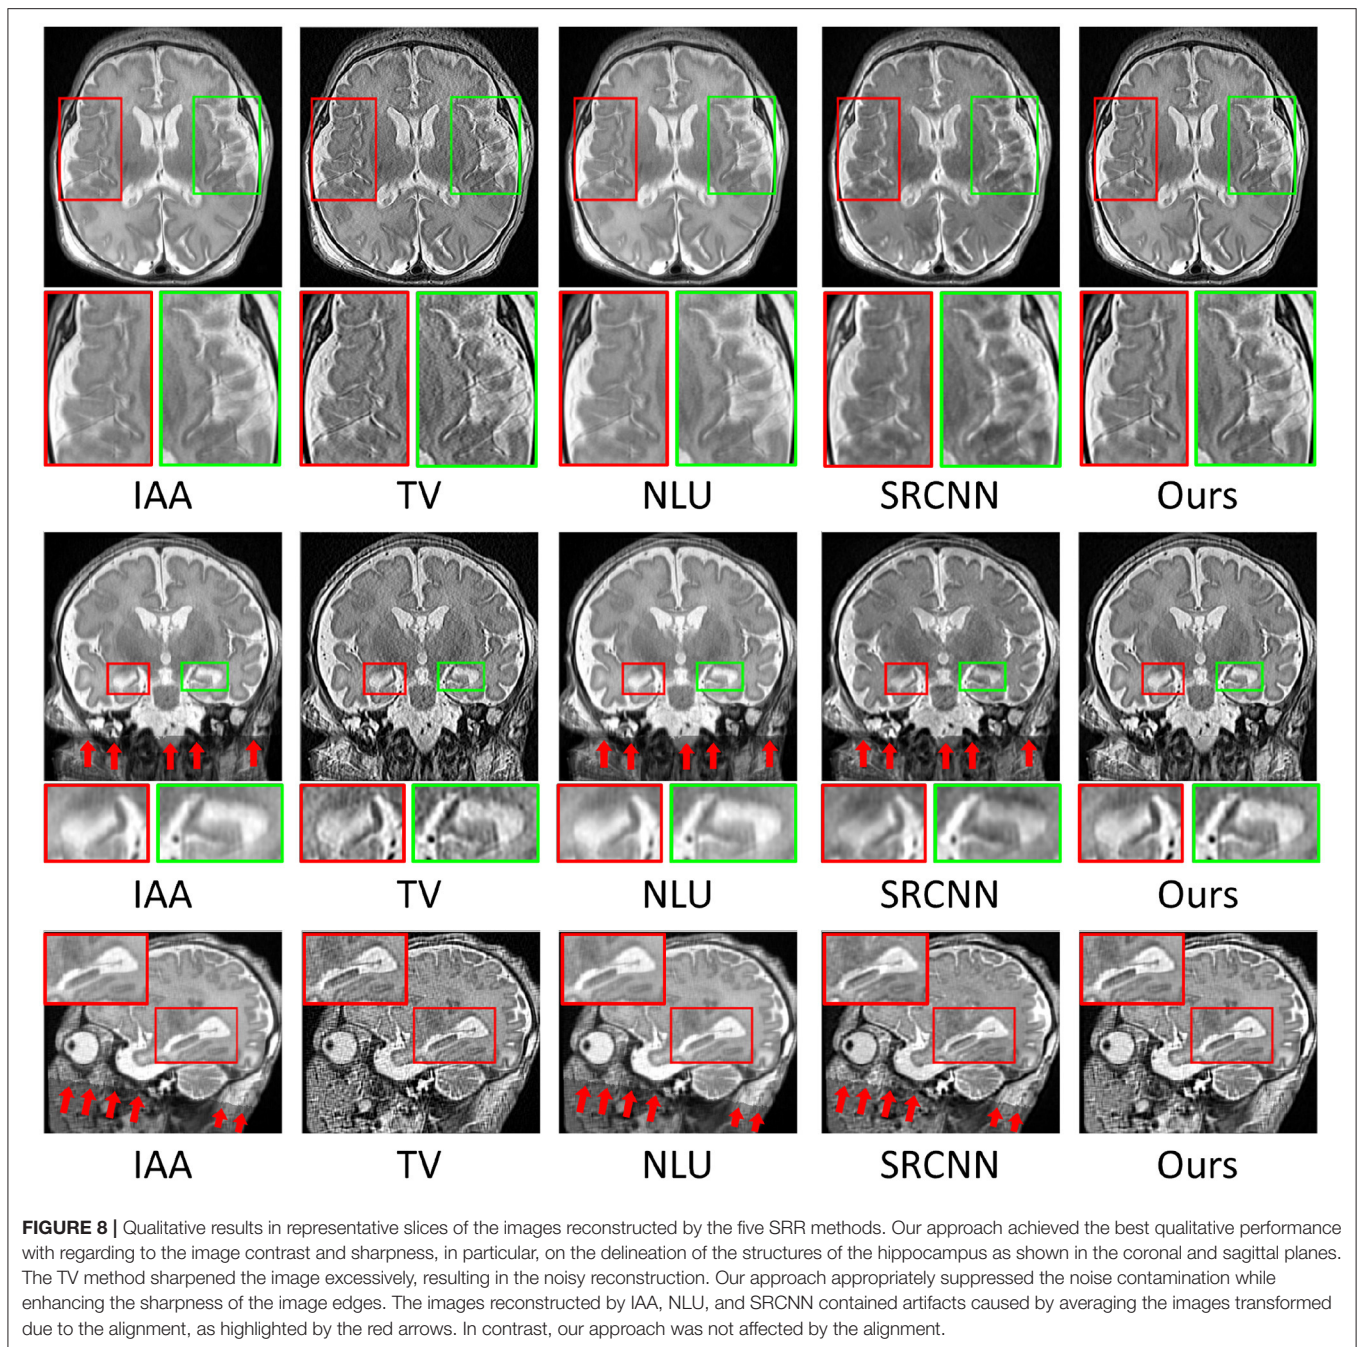 IAA TV NLU SRCNN Ours
IAA TV NLU SRCNN Ours
IAA TV NLU SRCNN Ours
FIGURE 8 | Qualitative results in representative slices of the images reconstructed by the five SRR methods. Our approach achieved the best qualitative performance
with regarding to the image contrast and sharpness, in particular, on the delineation of the structures of the hippocampus as shown in the coronal and sagittal planes.
The TV method sharpened the image excessively, resulting in the noisy reconstruction. Our approach appropriately suppressed the noise contamination while
enhancing the sharpness of the image edges. The images reconstructed by IAA, NLU, and SRCNN contained artifacts caused by averaging the images transformed
due to the alignment, as highlighted by the red arrows. In contrast, our approach was not affected by the alignment.